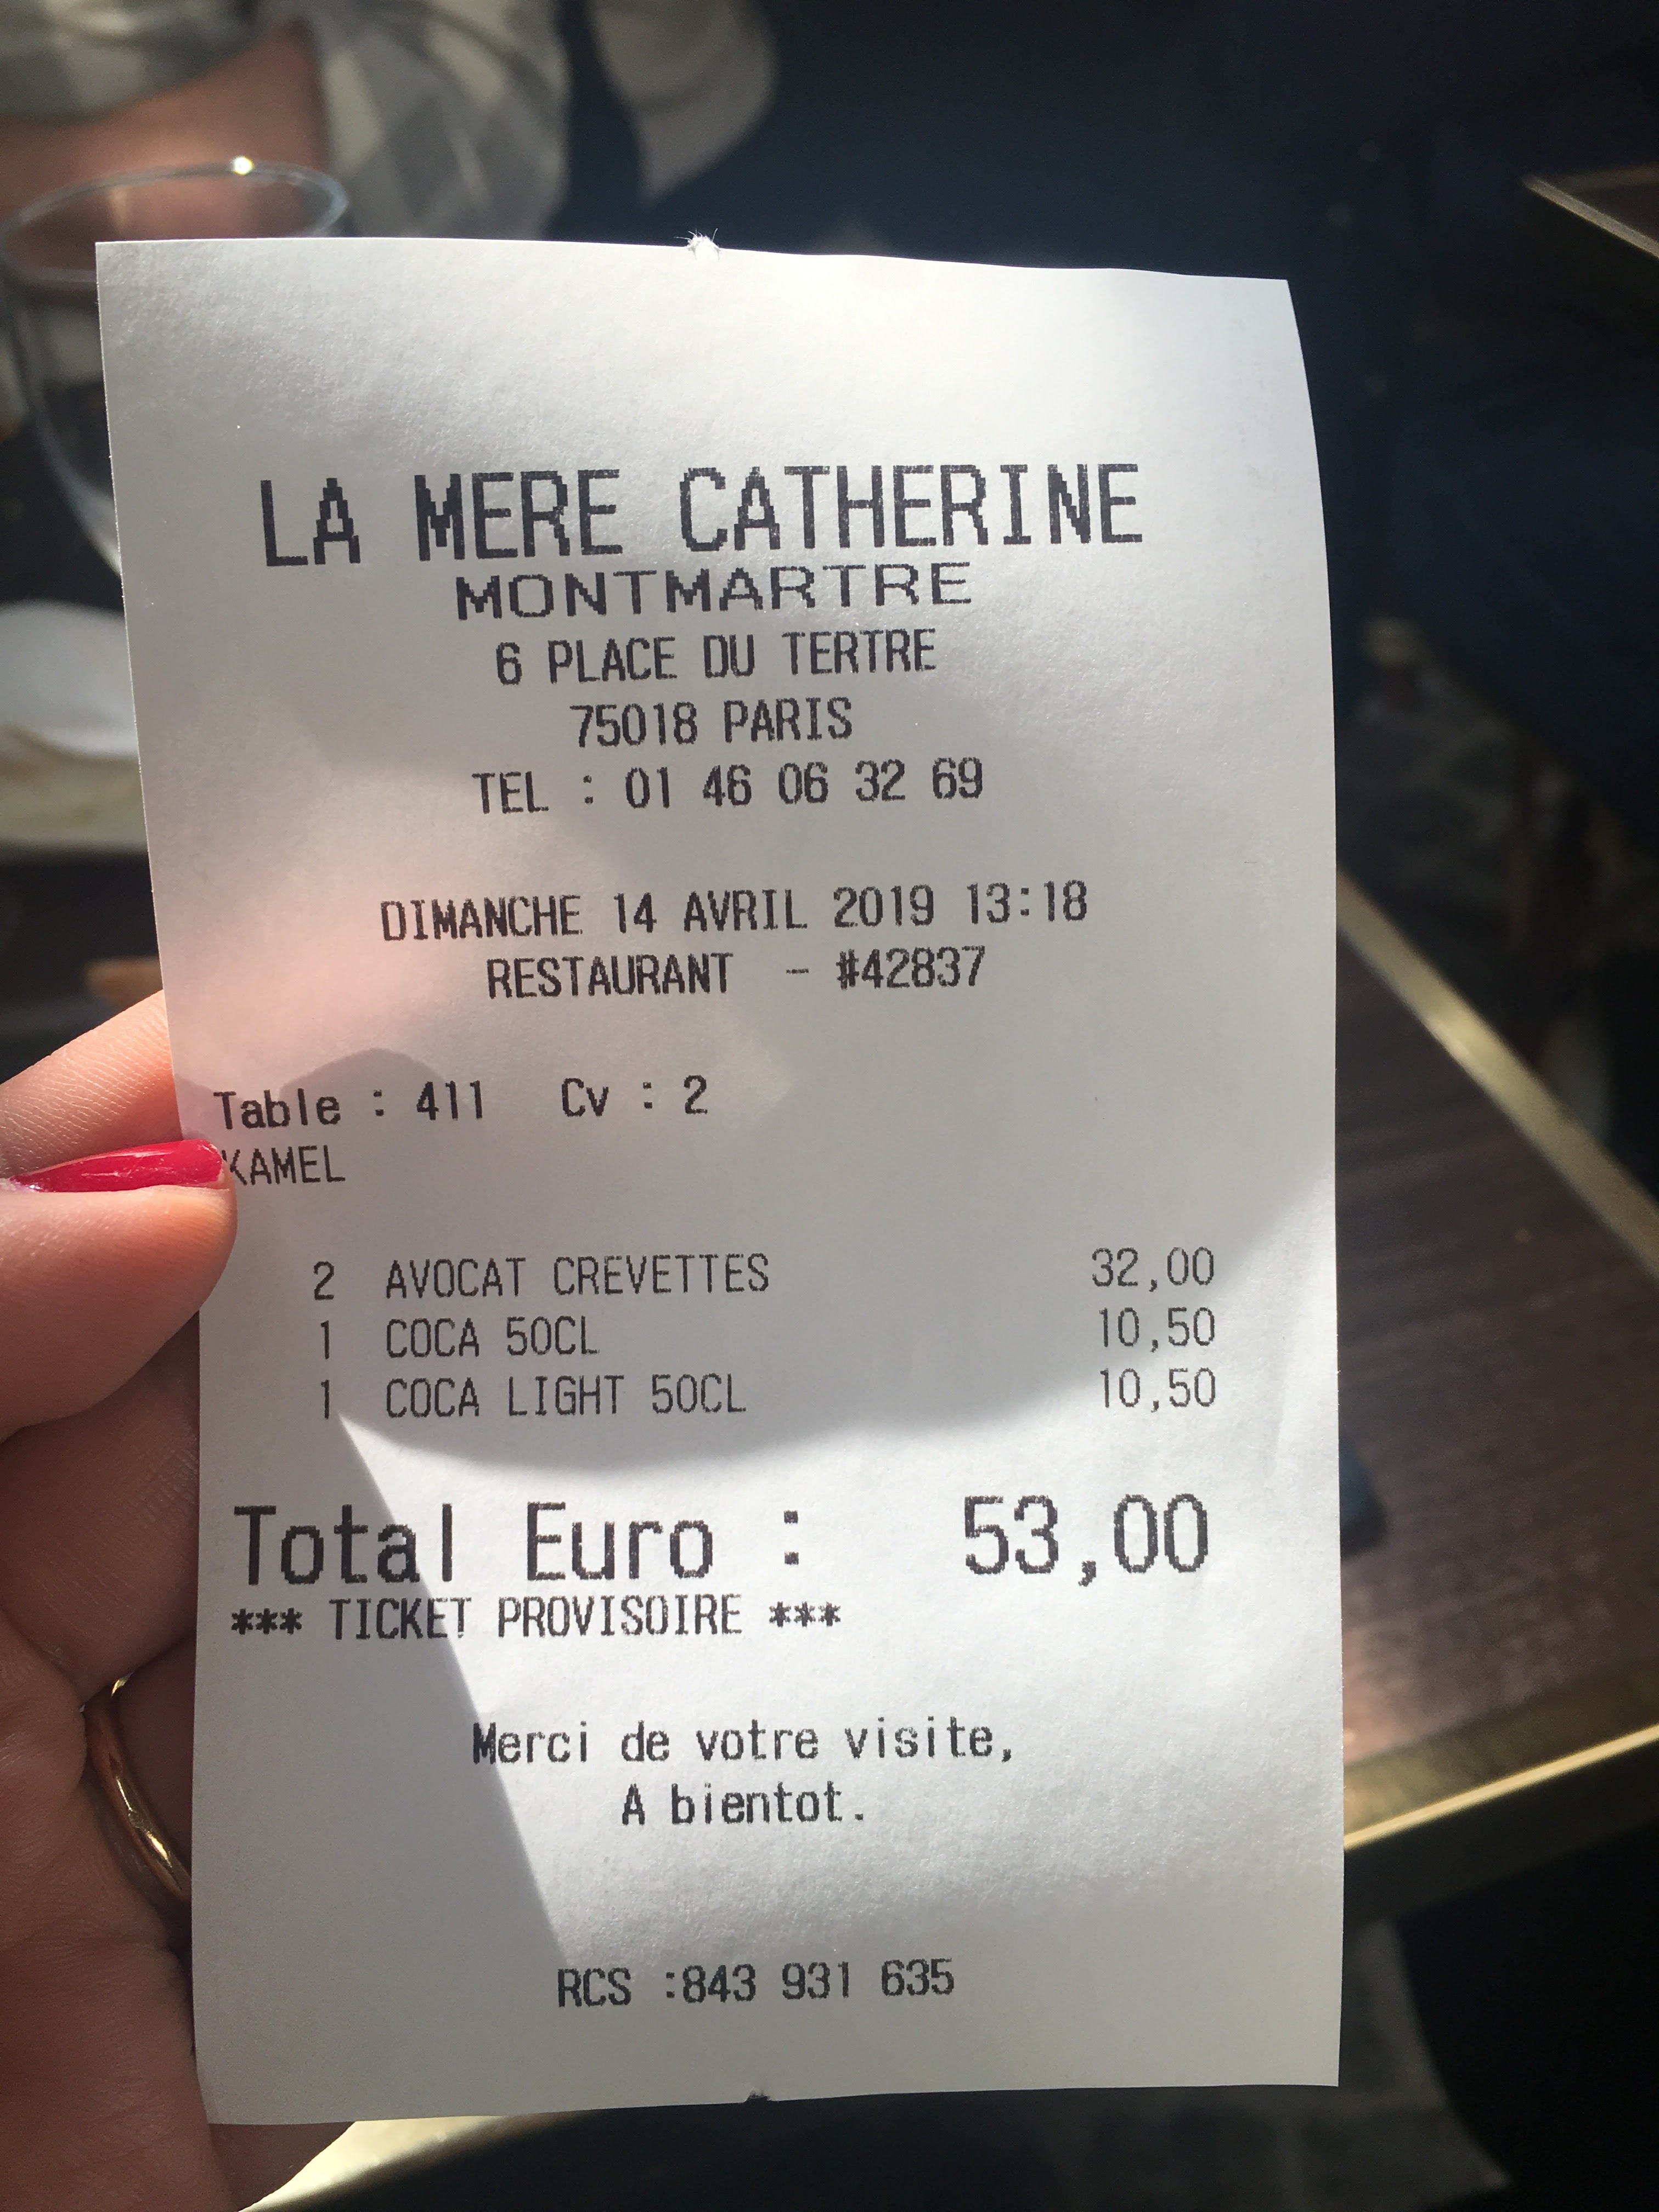 LA MERE CATHERINE
MONTMARTRE
6 PLACE DU TERTRE
75018 PARIS
TEL : 01 46 06 32 69
DIMANCHE 14 AVRIL 2019 13:18
RESTAURANT - #42837
Table : 411 Cv : 2
KAMEL
2 AVOCAT CREVETTES 32,00
1 COCA 50CL 10,50
1 COCA LIGHT 50CL 10,50
Total Euro : 53,00
*** TICKET PROVISOIRE ***
Merci de votre visite,
A bientot.
RCS :843 931 635